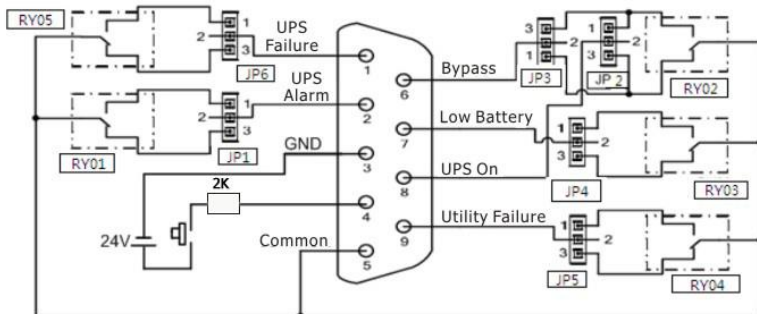 RY05
1
2
3
JP6
UPS
Failure
1
Bypass
6
3
2
1
JP3
1
2
3
JP 2
RY02
RY01
1
2
3
JP1
UPS
Alarm
2
Low Battery
7
1
2
3
JP4
RY03
GND
3
UPS On
8
2K
4
24V
Utility Failure
9
1
2
3
JP5
RY04
Common
5